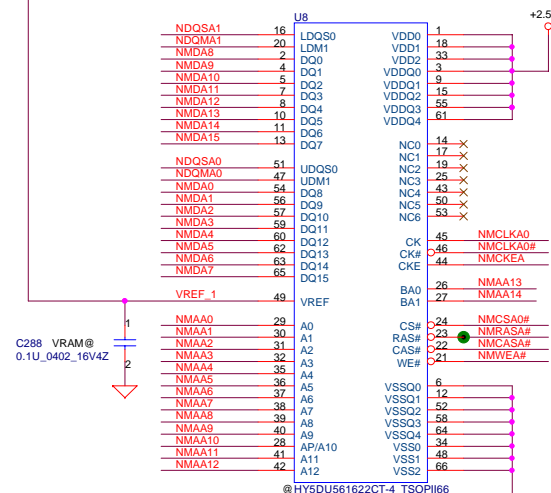 U8
+2.5
NDQSA1 16 LDQS0 VDD0 1
NDQMA1 20 LDM1 VDD1 18
NMDA8 2 DQ0 VDD2 33
NMDA9 4 DQ1 VDDQ0 3
NMDA10 5 DQ2 VDDQ1 9
NMDA11 7 DQ3 VDDQ2 15
NMDA12 8 DQ4 VDDQ3 55
NMDA13 10 DQ5 VDDQ4 61
NMDA14 11 DQ6
NMDA15 13 DQ7 NC0 14
NC1 17
NDQSA0 51 UDQS0 NC2 19
NDQMA0 47 UDM1 NC3 25
NMDA0 54 DQ8 NC4 43
NMDA1 56 DQ9 NC5 50
NMDA2 57 DQ10 NC6 53
NMDA3 59 DQ11
NMDA4 60 DQ12 CK 45 NMCLKA0
NMDA5 62 DQ13 CK# 46 NMCLKA0#
NMDA6 63 DQ14 CKE 44 NMCKEA
NMDA7 65 DQ15
BA0 26 NMAA13
VREF_1 49 VREF BA1 27 NMAA14
NMAA0 29 A0 CS# 24 NMCSA0#
NMAA1 30 A1 RAS# 23 NMRASA#
NMAA2 31 A2 CAS# 22 NMCASA#
NMAA3 32 A3 WE# 21 NMWEA#
NMAA4 35 A4
NMAA5 36 A5 VSSQ0 6
NMAA6 37 A6 VSSQ1 12
NMAA7 38 A7 VSSQ2 52
NMAA8 39 A8 VSSQ3 58
NMAA9 40 A9 VSSQ4 64
NMAA10 28 AP/A10 VSS0 34
NMAA11 41 A11 VSS1 48
NMAA12 42 A12 VSS2 66
1
C288 VRAM@
0.1U_0402_16V4Z
2
@HY5DU561622CT-4_TSOPII66